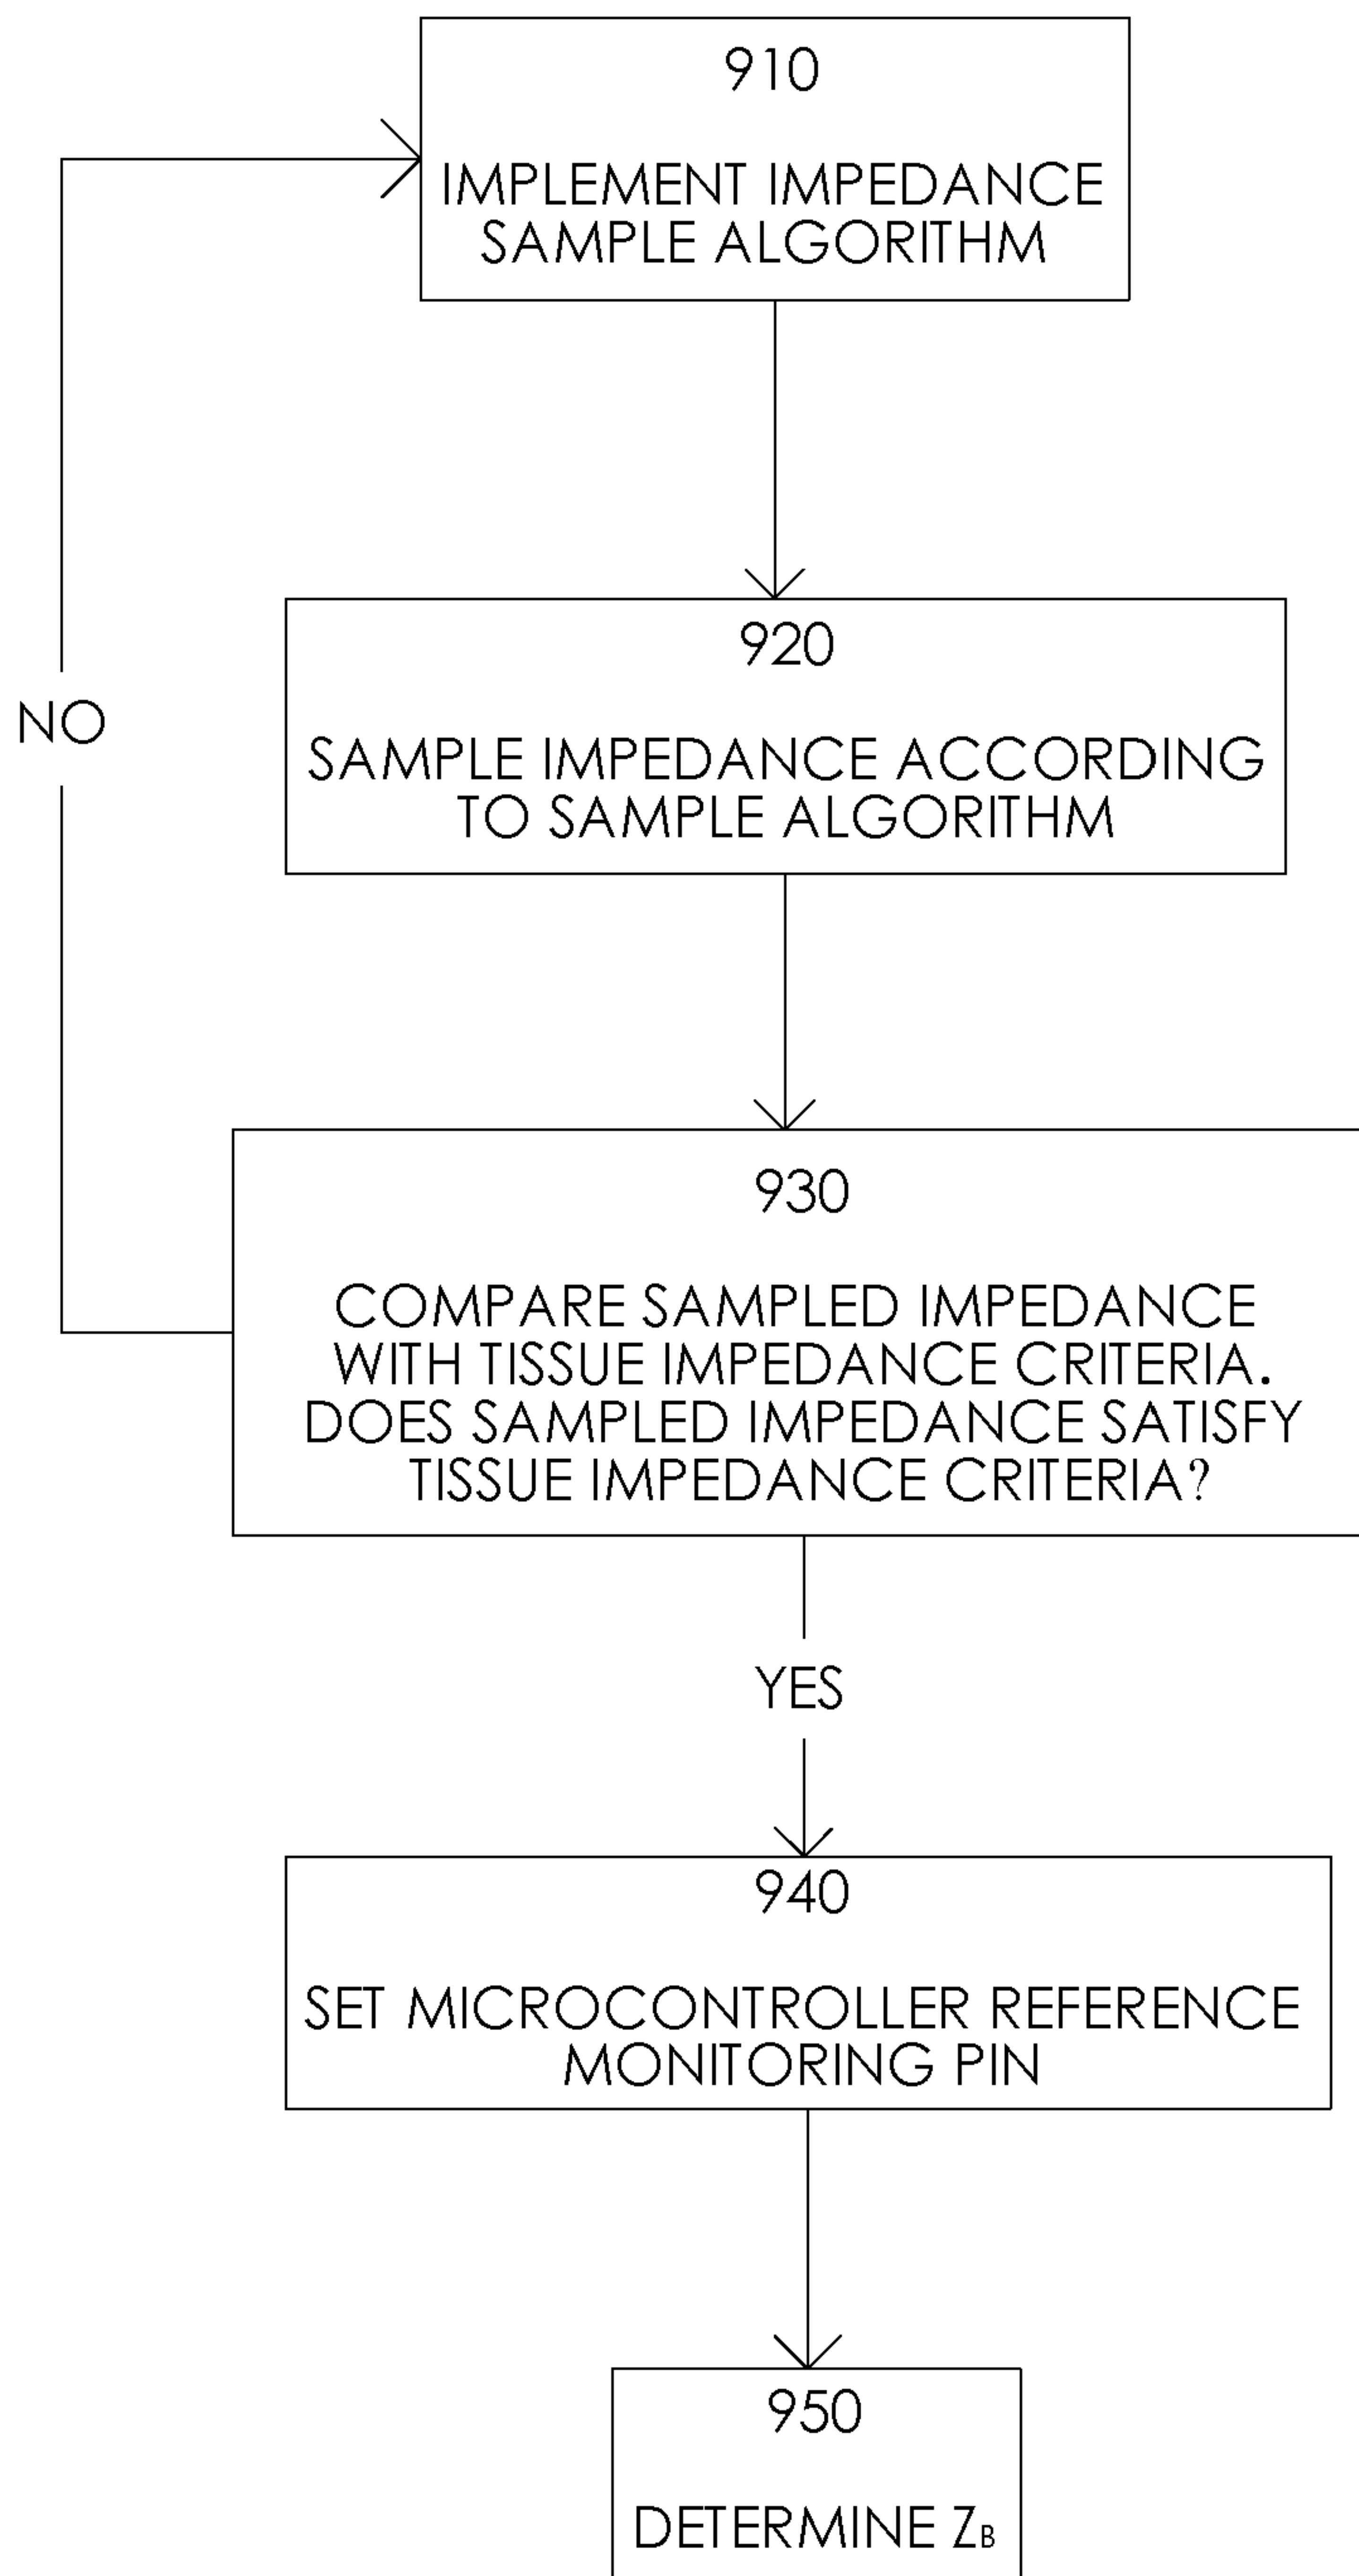 910
IMPLEMENT IMPEDANCE
SAMPLE ALGORITHM
920
SAMPLE IMPEDANCE ACCORDING
TO SAMPLE ALGORITHM
NO
930
COMPARE SAMPLED IMPEDANCE
WITH TISSUE IMPEDANCE CRITERIA.
DOES SAMPLED IMPEDANCE SATISFY
TISSUE IMPEDANCE CRITERIA?
YES
940
SET MICROCONTROLLER REFERENCE
MONITORING PIN
950
DETERMINE ZB